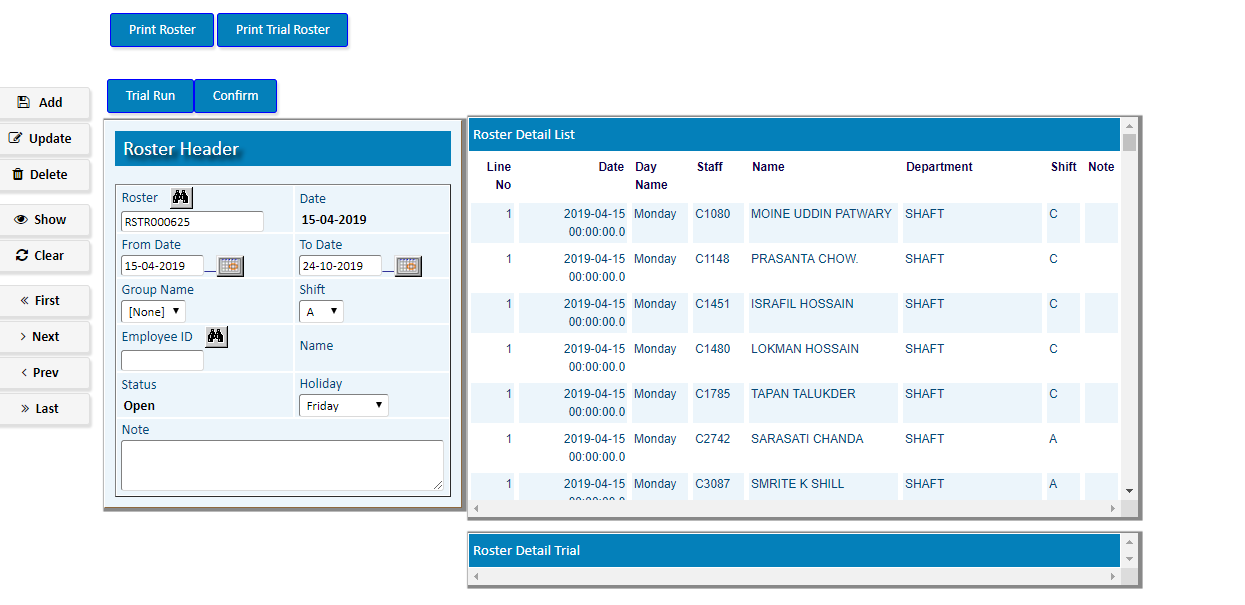 Print Roster Print Trial Roster
Trial Run Confirm
Add
Update
Delete
Show
Clear
First
Next
Prev
Last
Roster Header
Roster Date
RSTR000625 15-04-2019
From Date To Date
15-04-2019 24-10-2019
Group Name Shift
[None] A
Employee ID
Name
Status Holiday
Open Friday
Note
Roster Detail List
Line No Date Day Name Staff Name Department Shift Note
1 2019-04-15 Monday C1080 MOINE UDDIN PATWARY SHAFT C
00:00:00.0
1 2019-04-15 Monday C1148 PRASANTA CHOW. SHAFT C
00:00:00.0
1 2019-04-15 Monday C1451 ISRAFIL HOSSAIN SHAFT C
00:00:00.0
1 2019-04-15 Monday C1480 LOKMAN HOSSAIN SHAFT C
00:00:00.0
1 2019-04-15 Monday C1785 TAPAN TALUKDER SHAFT C
00:00:00.0
1 2019-04-15 Monday C2742 SARASATI CHANDA SHAFT A
00:00:00.0
1 2019-04-15 Monday C3087 SMRITE K SHILL SHAFT A
00:00:00.0
Roster Detail Trial